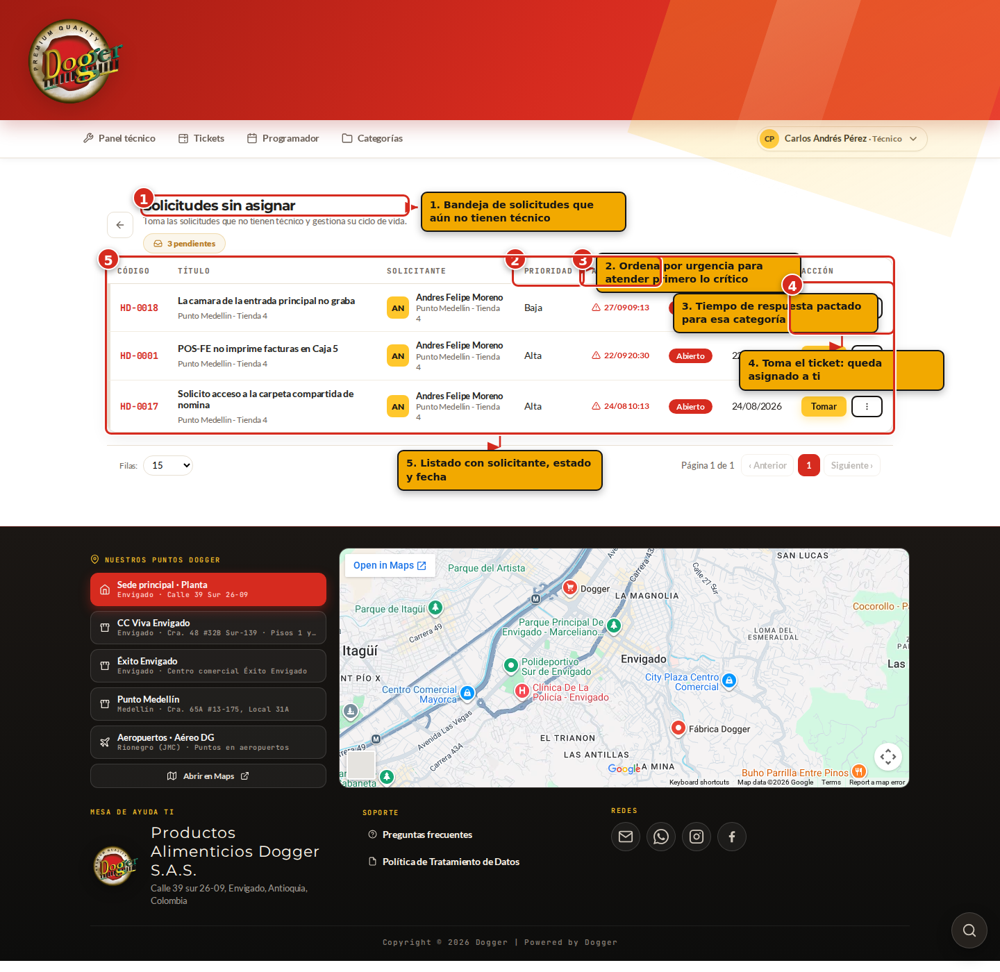 PREMIUM QUALITY
Dogger
Panel técnico
Tickets
Programador
Categorías
CP
Carlos Andrés Pérez · Técnico
1
Solicitudes sin asignar
Toma las solicitudes que no tienen técnico y gestiona su ciclo de vida.
3 pendientes
1. Bandeja de solicitudes que
aún no tienen técnico
5
2
3
4
CÓDIGO
TÍTULO
SOLICITANTE
PRIORIDAD
ACCIÓN
2. Ordena por urgencia para
atender primero lo crítico
HD-0018
La camara de la entrada principal no graba
Punto Medellin - Tienda 4
AN
Andres Felipe Moreno
Punto Medellin - Tienda
4
Baja
27/09 09:13
3. Tiempo de respuesta pactado
para esa categoría
HD-0001
POS-FE no imprime facturas en Caja 5
Punto Medellin - Tienda 4
AN
Andres Felipe Moreno
Punto Medellin - Tienda
4
Alta
22/09 20:30
Abierto
4. Toma el ticket: queda
asignado a ti
HD-0017
Solicito acceso a la carpeta compartida de
nomina
Punto Medellin - Tienda 4
AN
Andres Felipe Moreno
Punto Medellin - Tienda
4
Alta
24/08 10:13
Abierto
24/08/2026
Tomar
5. Listado con solicitante, estado
y fecha
Filas:
15
Página 1 de 1
‹ Anterior
1
Siguiente ›
NUESTROS PUNTOS DOGGER
Sede principal · Planta
Envigado · Calle 39 Sur 26-09
CC Viva Envigado
Envigado · Cra. 48 #32B Sur-139 · Pisos 1 y…
Éxito Envigado
Envigado · Centro comercial Éxito Envigado
Punto Medellín
Medellín · Cra. 65A #13-175, Local 31A
Aeropuertos · Aéreo DG
Rionegro (JMC) · Puntos en aeropuertos
Abrir en Maps
Open in Maps
Parque del Artista
SAN LUCAS
Carrera 43A
Calle 27 Sur
Dogger
LA MAGNOLIA
M
Parque de Itagüí
Parque Principal De
Envigado - Marceliano...
Cocorollo - P
Carrera 49
LOMA DEL
ESMERALDAL
Itagüí
Envigado
Polideportivo
Sur de Envigado
Las
NT PÍO X
City Plaza Centro
Comercial
Centro Comercial
Mayorca
H
Clínica De La
Policía - Envigado
Avenida Las Vegas
Fábrica Dogger
EL TRIANON
M
Carrera 43A
LAS ANTILLAS
LA MINA
Google
Buho Parrilla Entre Pinos
abaneta
Keyboard shortcuts
Map data ©2026 Google
Terms
Report a map error
MESA DE AYUDA TI
Productos
Alimenticios Dogger
S.A.S.
Calle 39 sur 26-09, Envigado, Antioquia,
Colombia
SOPORTE
Preguntas frecuentes
Política de Tratamiento de Datos
REDES
Copyright © 2026 Dogger | Powered by Dogger